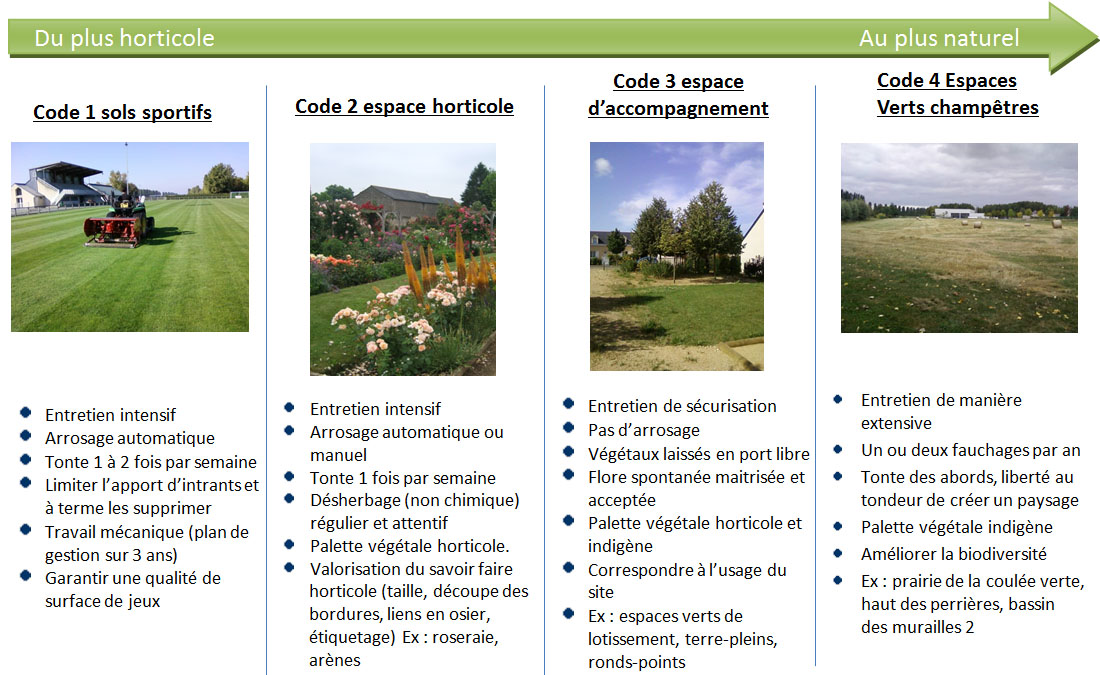 Du plus horticole
Au plus naturel
Code 1 sols sportifs
Entretien intensif
Arrosage automatique
Tonte 1 à 2 fois par semaine
Limiter l'apport d'intrants et
à terme les supprimer
Travail mécanique (plan de
gestion sur 3 ans)
Garantir une qualité de
surface de jeux
Code 2 espace horticole
Entretien intensif
Arrosage automatique ou
manuel
Tonte 1 fois par semaine
Désherbage (non chimique)
régulier et attentif
Palette végétale horticole.
Valorisation du savoir faire
horticole (taille, découpe des
bordures, liens en osier,
étiquetage) Ex : roseraie,
arènes
Code 3 espace
d'accompagnement
Entretien de sécurisation
Pas d'arrosage
Végétaux laissés en port libre
Flore spontanée maitrisée et
acceptée
Palette végétale horticole et
indigène
Correspondre à l'usage du
site
Ex : espaces verts de
lotissement, terre-pleins,
ronds-points
Code 4 Espaces
Verts champêtres
Entretien de manière
extensive
Un ou deux fauchages par an
Tonte des abords, liberté au
tondeur de créer un paysage
Palette végétale indigène
Améliorer la biodiversité
Ex : prairie de la coulée verte,
haut des perrières, bassin
des murailles 2